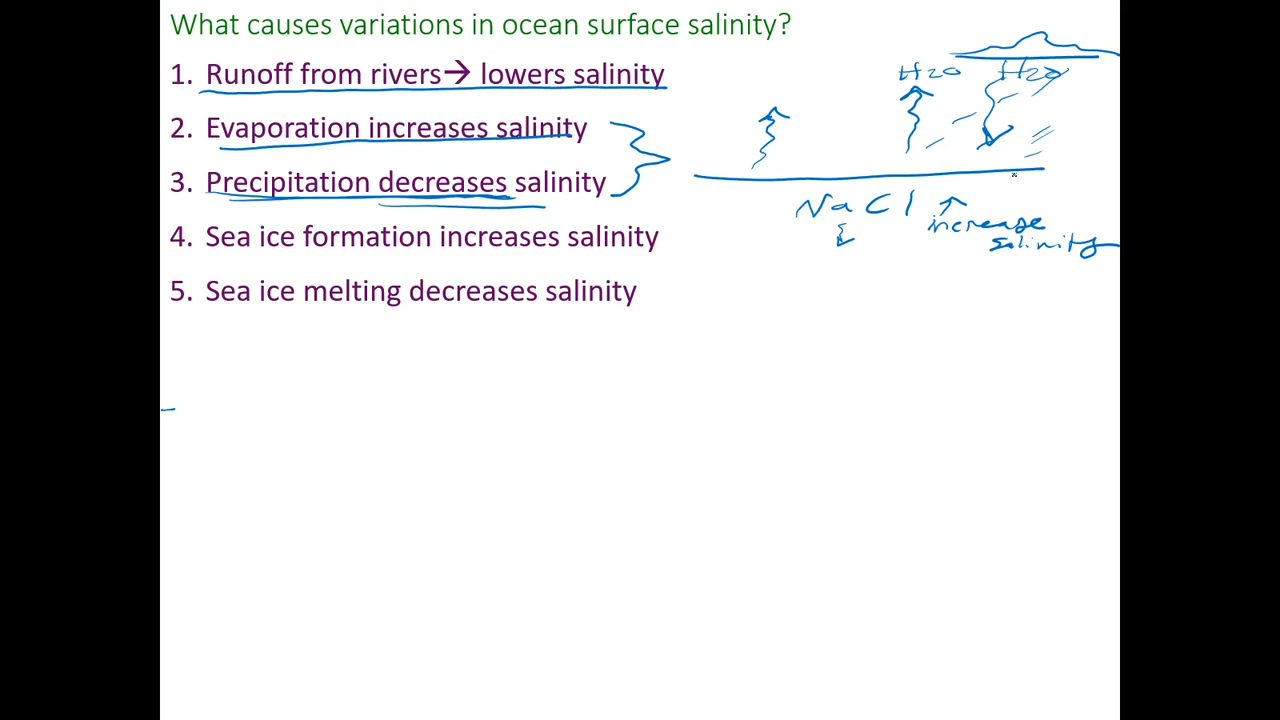 What causes variations in ocean surface salinity?
1. Runoff from rivers→ lowers salinity
2. Evaporation increases salinity
3. Precipitation decreases salinity
4. Sea ice formation increases salinity
5. Sea ice melting decreases salinity
H2O H2O
NaCl ↑
increase
salinity